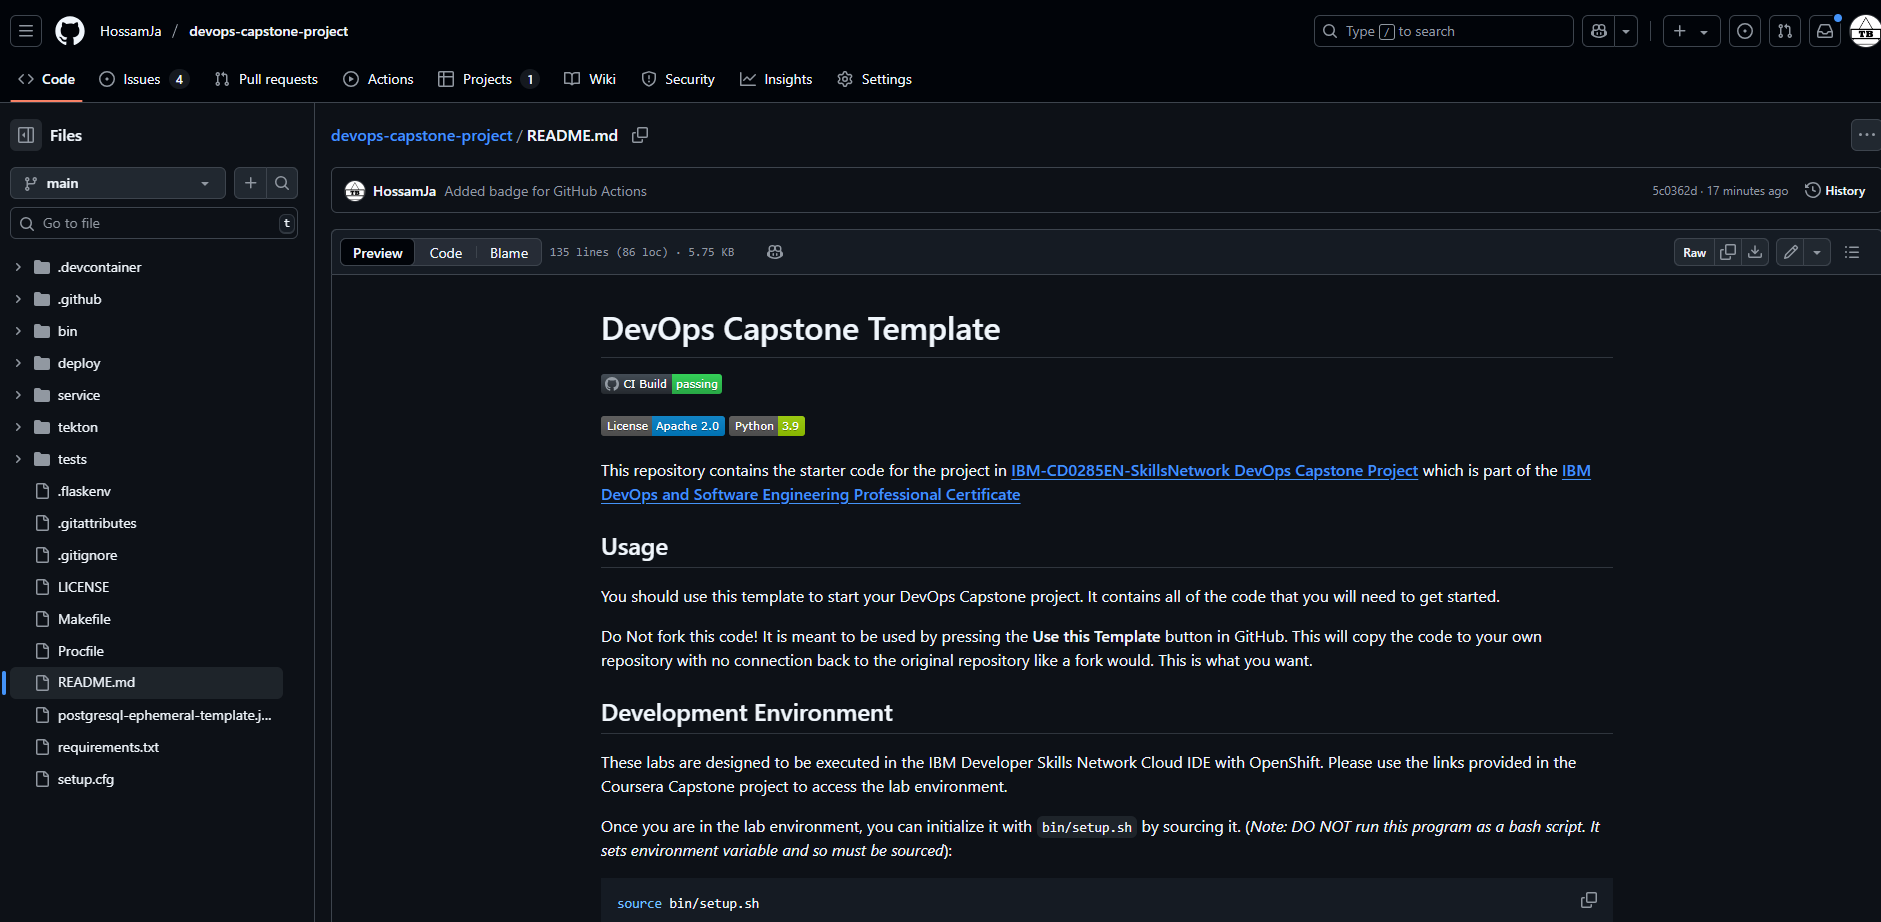 HossamJa / devops-capstone-project
Type / to search
Code
Issues 4
Pull requests
Actions
Projects 1
Wiki
Security
Insights
Settings
Files
main
Go to file
t
.devcontainer
.github
bin
deploy
service
tekton
tests
.flaskenv
.gitattributes
.gitignore
LICENSE
Makefile
Procfile
README.md
postgresql-ephemeral-template.j...
requirements.txt
setup.cfg
devops-capstone-project / README.md
HossamJa Added badge for GitHub Actions
5c0362d · 17 minutes ago
History
Preview
Code
Blame
135 lines (86 loc) · 5.75 KB
Raw
DevOps Capstone Template
CI Build passing
License Apache 2.0 Python 3.9
This repository contains the starter code for the project in IBM-CD0285EN-SkillsNetwork DevOps Capstone Project which is part of the IBM
DevOps and Software Engineering Professional Certificate
Usage
You should use this template to start your DevOps Capstone project. It contains all of the code that you will need to get started.
Do Not fork this code! It is meant to be used by pressing the Use this Template button in GitHub. This will copy the code to your own
repository with no connection back to the original repository like a fork would. This is what you want.
Development Environment
These labs are designed to be executed in the IBM Developer Skills Network Cloud IDE with OpenShift. Please use the links provided in the
Coursera Capstone project to access the lab environment.
Once you are in the lab environment, you can initialize it with bin/setup.sh by sourcing it. (Note: DO NOT run this program as a bash script. It
sets environment variable and so must be sourced):
source bin/setup.sh
TB
TB